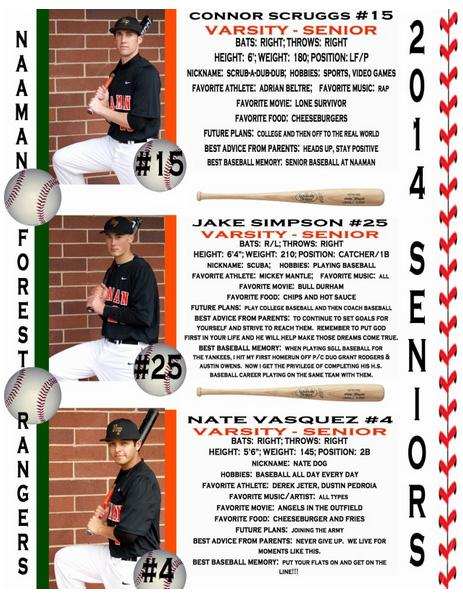 NAAMAN FOREST RANGERS
2014 SENIORS
CONNOR SCRUGGS #15
VARSITY - SENIOR
BATS: RIGHT; THROWS: RIGHT
HEIGHT: 6'; WEIGHT: 180; POSITION: LF/P
NICKNAME: SCRUB-A-DUB-DUB; HOBBIES: SPORTS, VIDEO GAMES
FAVORITE ATHLETE: ADRIAN BELTRE; FAVORITE MUSIC: RAP
FAVORITE MOVIE: LONE SURVIVOR
FAVORITE FOOD: CHEESEBURGERS
FUTURE PLANS: COLLEGE AND THEN OFF TO THE REAL WORLD
BEST ADVICE FROM PARENTS: HEADS UP, STAY POSITIVE
BEST BASEBALL MEMORY: SENIOR BASEBALL AT NAAMAN
#15
JAKE SIMPSON #25
VARSITY - SENIOR
BATS: R/L; THROWS: RIGHT
HEIGHT: 6'4"; WEIGHT: 210; POSITION: CATCHER/1B
NICKNAME: SCUBA; HOBBIES: PLAYING BASEBALL
FAVORITE ATHLETE: MICKEY MANTLE; FAVORITE MUSIC: ALL
FAVORITE MOVIE: BULL DURHAM
FAVORITE FOOD: CHIPS AND HOT SAUCE
FUTURE PLANS: PLAY COLLEGE BASEBALL AND THEN COACH BASEBALL
BEST ADVICE FROM PARENTS: TO CONTINUE TO SET GOALS FOR
YOURSELF AND STRIVE TO REACH THEM. REMEMBER TO PUT GOD
FIRST IN YOUR LIFE AND HE WILL HELP MAKE THOSE DREAMS COME TRUE.
BEST BASEBALL MEMORY: WHEN PLAYING SGLL BASEBALL FOR
THE YANKEES, I HIT MY FIRST HOMERUN OFF P/C DUO GRANT RODGERS &
AUSTIN OWENS. NOW I GET THE PRIVILEGE OF COMPLETING HIS H.S.
BASEBALL CAREER PLAYING ON THE SAME TEAM WITH THEM.
#25
NATE VASQUEZ #4
VARSITY - SENIOR
BATS: RIGHT; THROWS: RIGHT
HEIGHT: 5'6"; WEIGHT: 145; POSITION: 2B
NICKNAME: NATE DOG
HOBBIES: BASEBALL ALL DAY EVERY DAY
FAVORITE ATHLETE: DEREK JETER, DUSTIN PEDROIA
FAVORITE MUSIC/ARTIST: ALL TYPES
FAVORITE MOVIE: ANGELS IN THE OUTFIELD
FAVORITE FOOD: CHEESEBURGER AND FRIES
FUTURE PLANS: JOINING THE ARMY
BEST ADVICE FROM PARENTS: NEVER GIVE UP. WE LIVE FOR
MOMENTS LIKE THIS.
BEST BASEBALL MEMORY: PUT YOUR FLATS ON AND GET ON THE
LINE!!!
#4